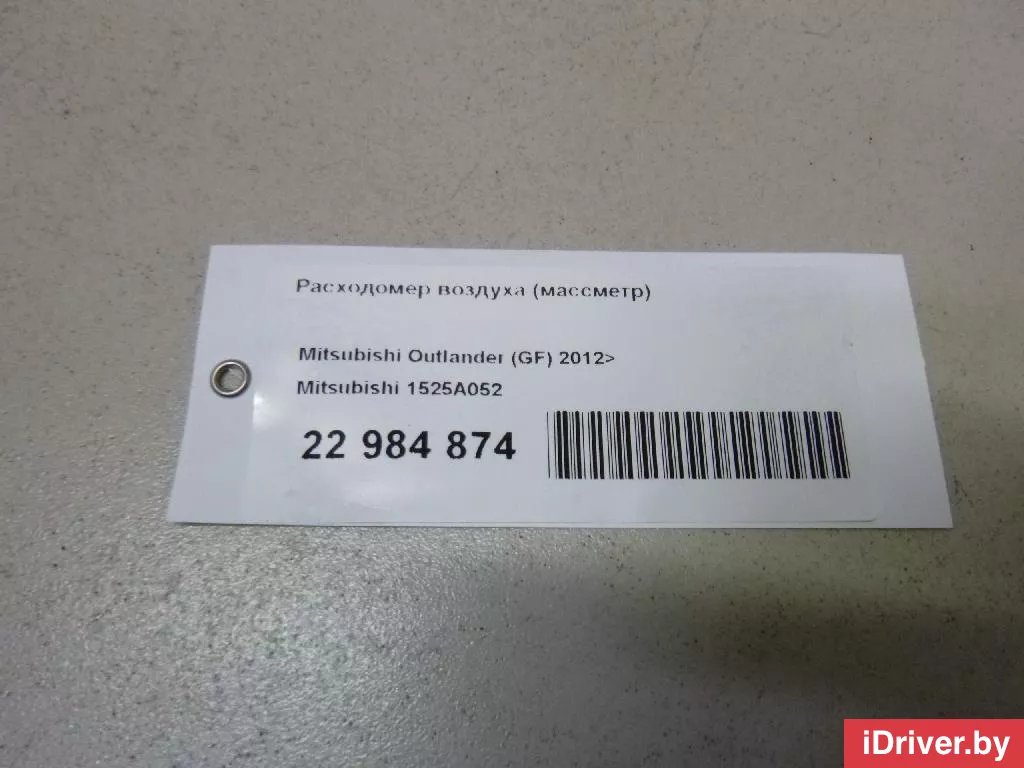 Расходомер воздуха (массметр)
Mitsubishi Outlander (GF) 2012>
Mitsubishi 1525A052
22 984 874
iDriver.by